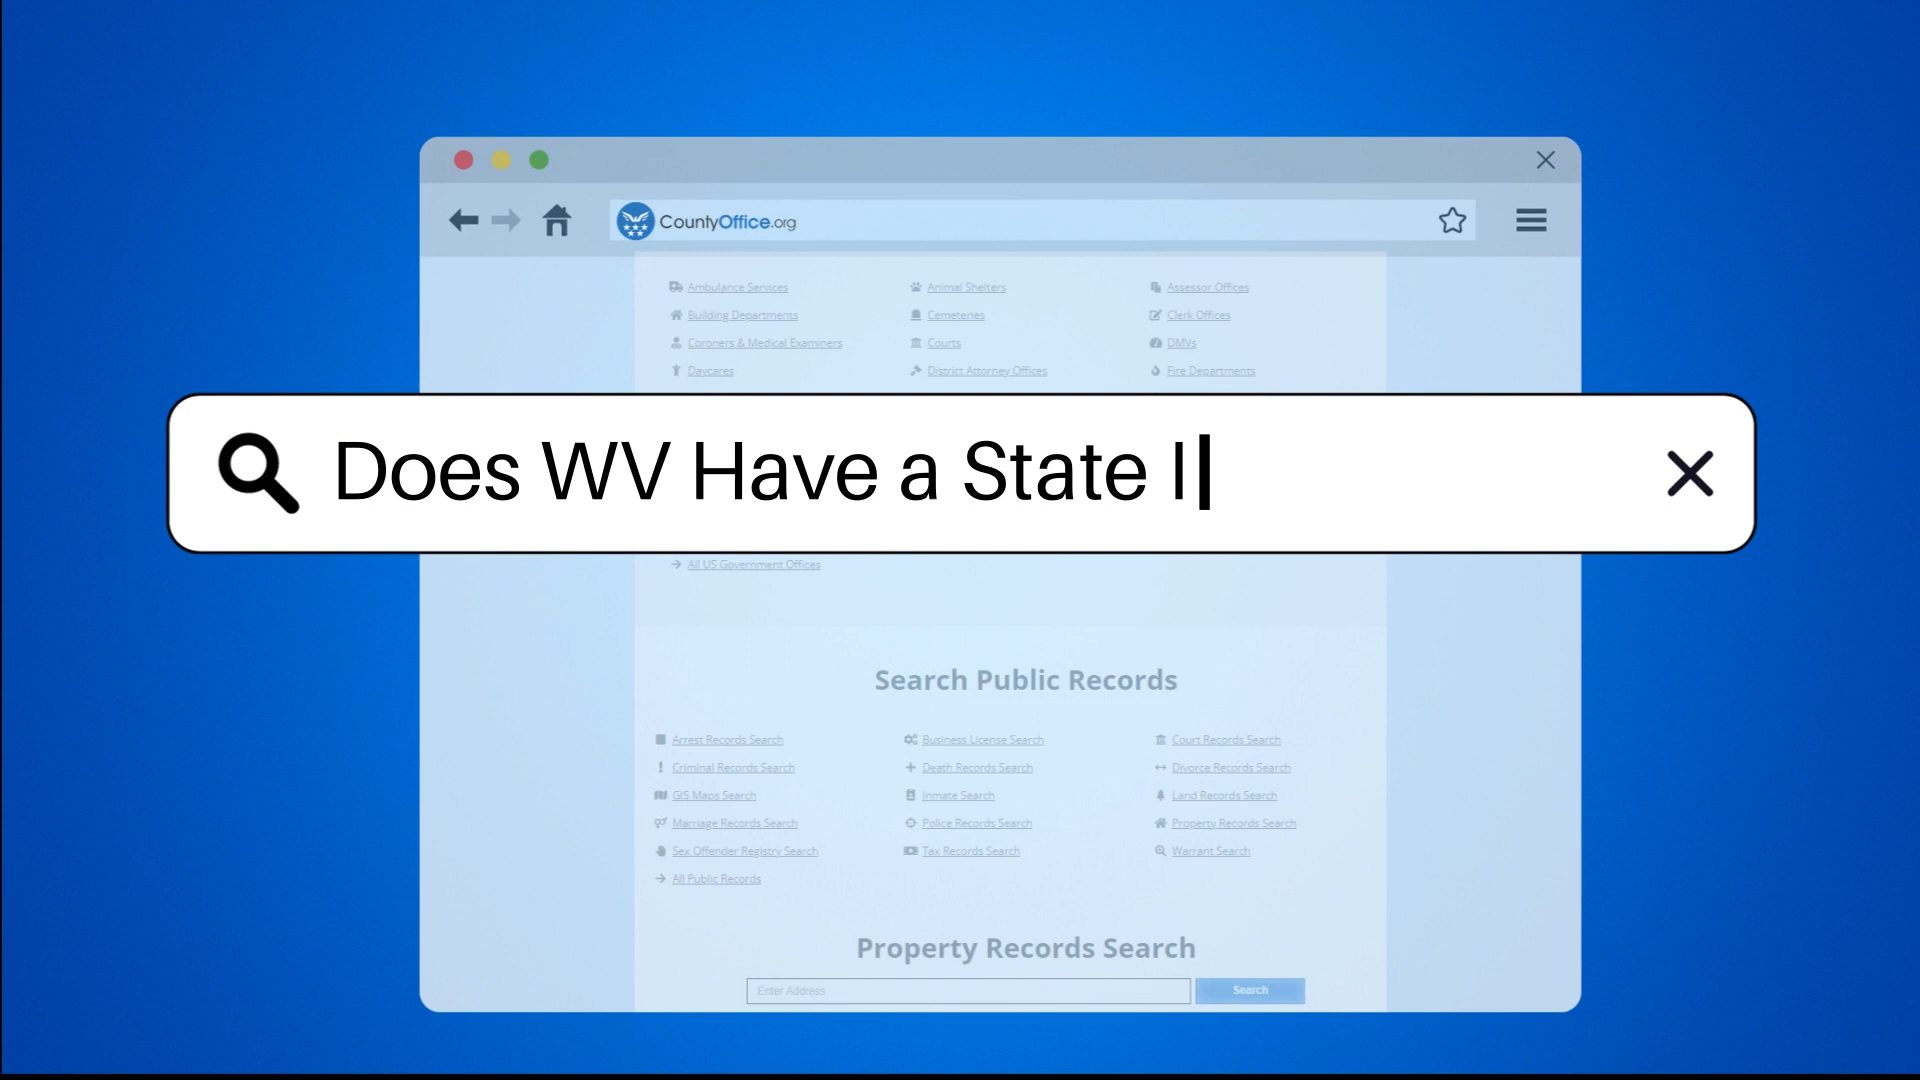 CountyOffice.org
Ambulance Services
Animal Shelters
Assessor Offices
Building Departments
Cemeteries
Clerk Offices
Coroners & Medical Examiners
Courts
DMVs
Daycares
District Attorney Offices
Fire Departments
Does WV Have a State I
All US Government Offices
Search Public Records
Arrest Records Search
Business License Search
Court Records Search
Criminal Records Search
Death Records Search
Divorce Records Search
GIS Maps Search
Inmate Search
Land Records Search
Marriage Records Search
Police Records Search
Property Records Search
Sex Offender Registry Search
Tax Records Search
Warrant Search
All Public Records
Property Records Search
Enter Address
Search